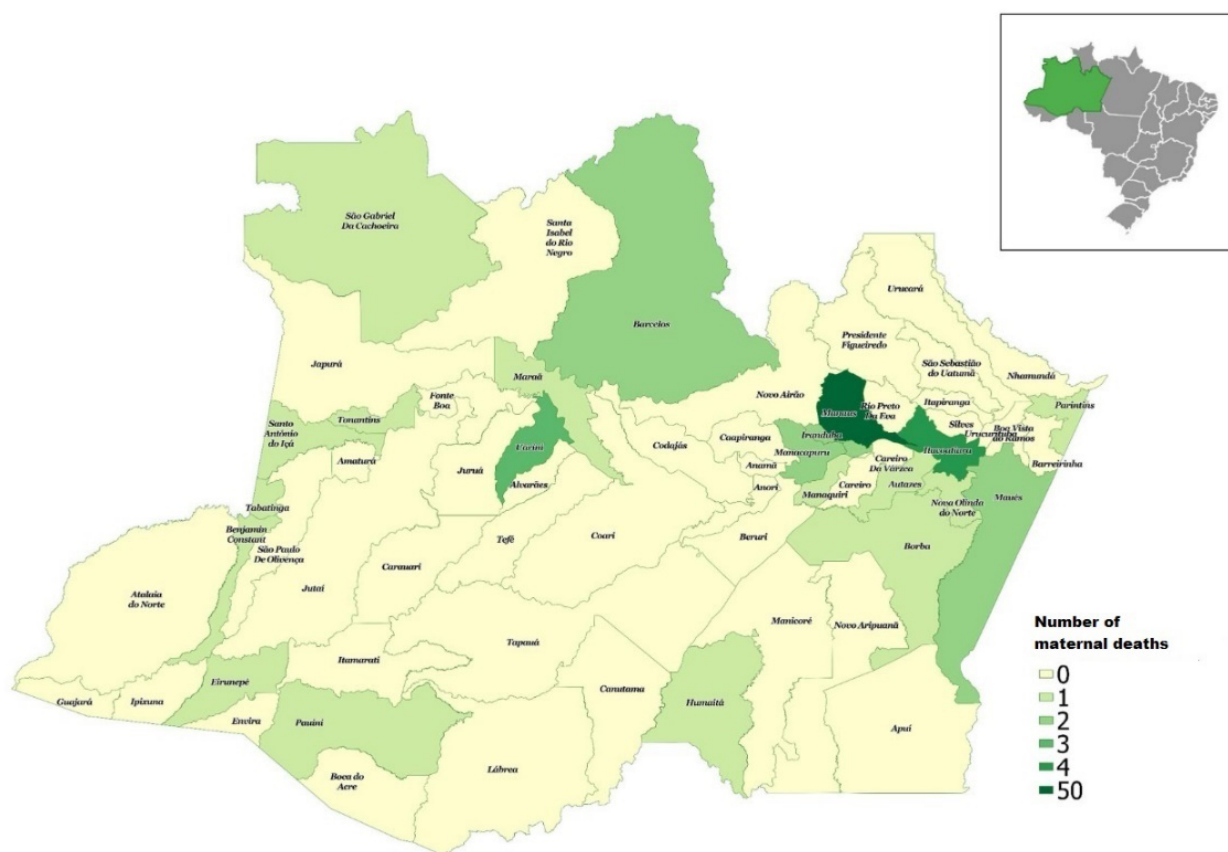 São Gabriel
Da Cachoeira
Santa
Isabel
do Rio
Negro
Barcelos
Urucará
Presidente
Figueiredo
São Sebastião
do Uatumã
Nhamundá
Japurá
Maraã
Fonte
Boa
Novo Airão
Manaus
Rio Preto
Da Eva
Itapiranga
Silves
Parintins
Urucurituba
Boa Vista
do Ramos
Barreirinha
Santo
Antônio
do Içá
Tonantins
Uarini
Codajás
Caapiranga
Iranduba
Manacapuru
Itacoatiara
Amaturá
Juruá
Alvarães
Anamã
Anori
Careiro
Da Várzea
Careiro
Autazes
Manaquiri
Nova Olinda
do Norte
Maués
Tabatinga
Benjamin
Constant
São Paulo
De Olivença
Tefé
Coari
Beruri
Borba
Atalaia
do Norte
Jutaí
Carauari
Tapauá
Manicoré
Novo Aripuanã
Itamarati
Eirunepé
Guajará
Ipixuna
Envira
Pauini
Canutama
Humaitá
Apuí
Boca do
Acre
Lábrea
Number of
maternal deaths
0
1
2
3
4
50